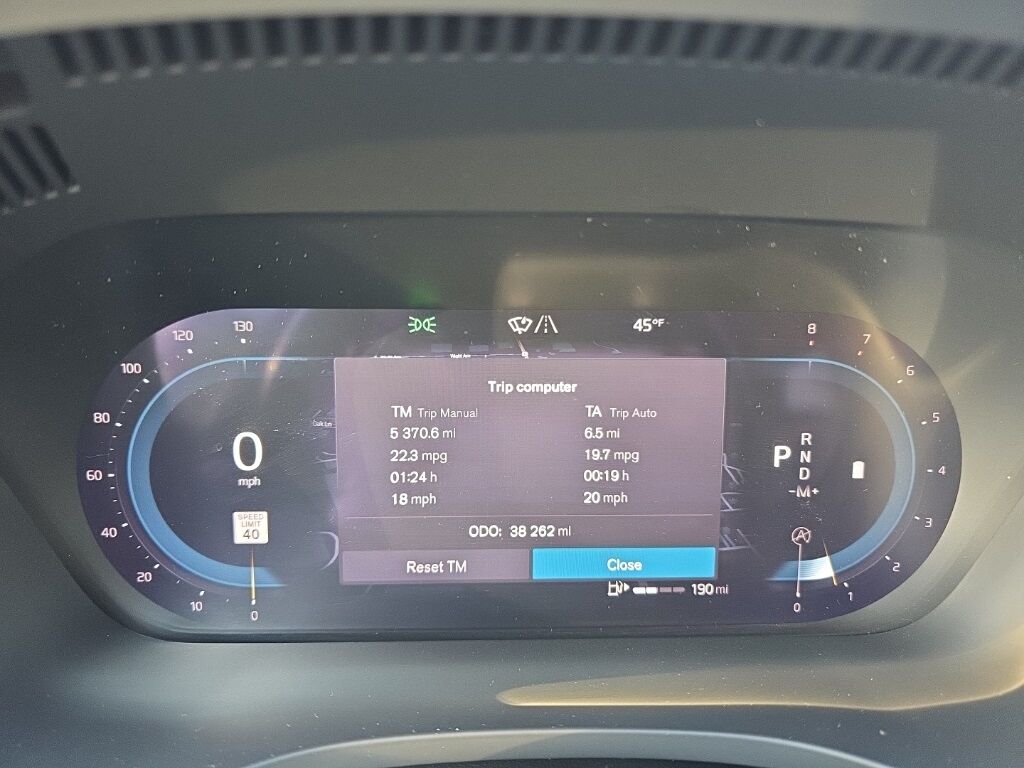 45°F
Trip computer
TM Trip Manual
5 370.6 mi
22.3 mpg
01:24 h
18 mph
TA Trip Auto
6.5 mi
19.7 mpg
00:19 h
20 mph
ODO: 38 262 mi
Reset TM
Close
190 mi
130
120
100
80
60
40
20
10
0
0
mph
SPEED
LIMIT
40
P
R
N
D
-M+
A
8
7
6
5
4
3
2
1
0